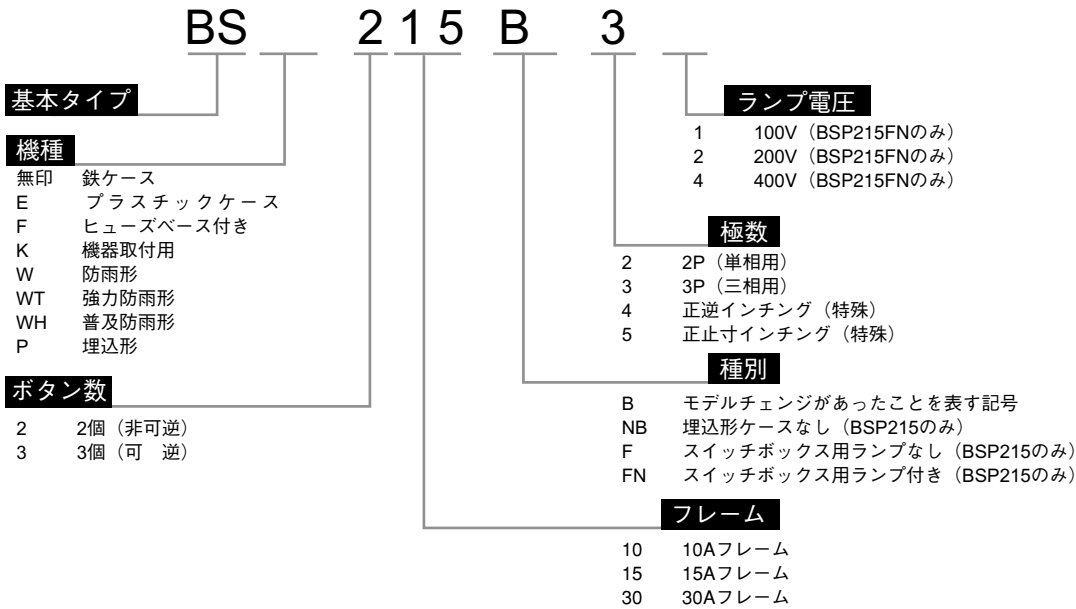 BS 2 1 5 B 3
基本タイプ
機種
無印 鉄ケース
E プラスチックケース
F ヒューズベース付き
K 機器取付用
W 防雨形
WT 強力防雨形
WH 普及防雨形
P 埋込形
ボタン数
2 2個（非可逆）
3 3個（可　逆）
ランプ電圧
1 100V（BSP215FNのみ）
2 200V（BSP215FNのみ）
4 400V（BSP215FNのみ）
極数
2 2P（単相用）
3 3P（三相用）
4 正逆インチング（特殊）
5 正止寸インチング（特殊）
種別
B モデルチェンジがあったことを表す記号
NB 埋込形ケースなし（BSP215のみ）
F スイッチボックス用ランプなし（BSP215のみ）
FN スイッチボックス用ランプ付き（BSP215のみ）
フレーム
10 10Aフレーム
15 15Aフレーム
30 30Aフレーム